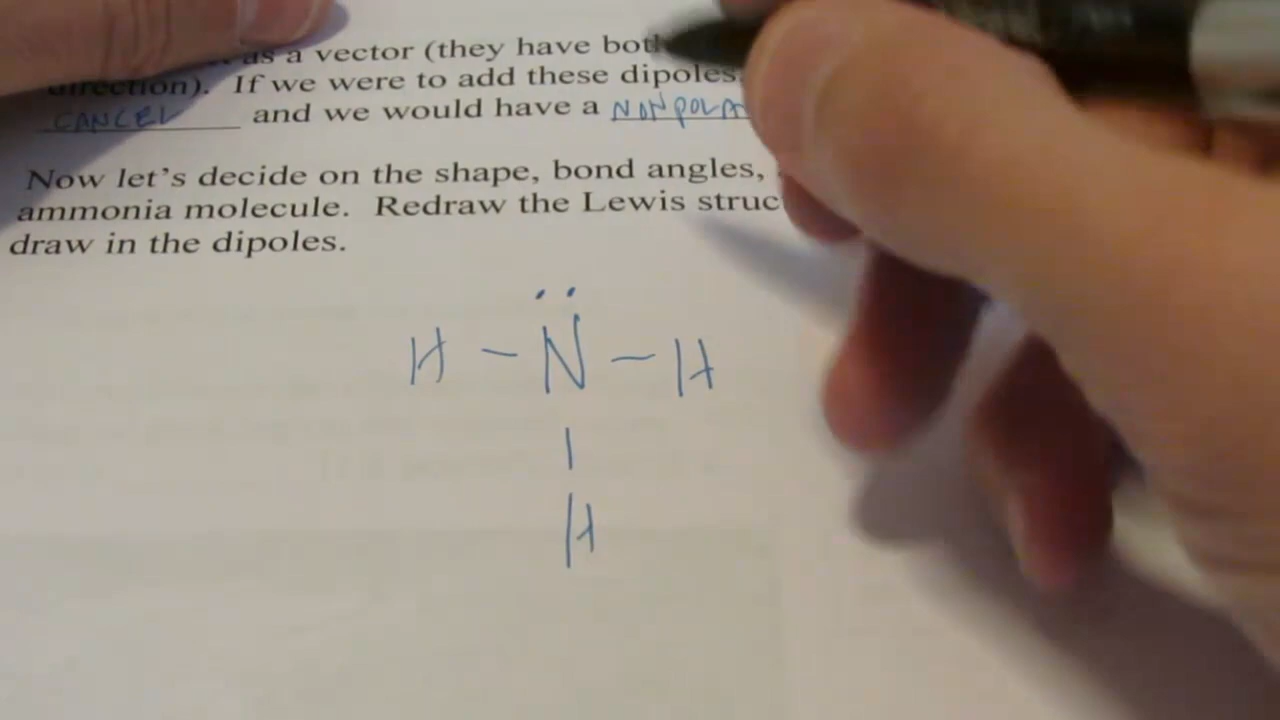 as a vector (they have both
direction). If we were to add these dipoles
CANCEL and we would have a NONPOLA
Now let's decide on the shape, bond angles,
ammonia molecule. Redraw the Lewis struc
draw in the dipoles.
H – N – H
|
H